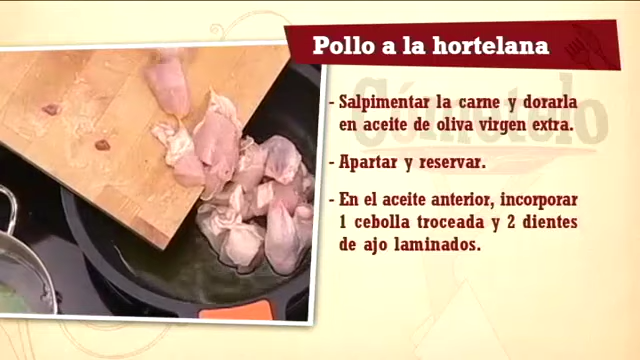 Pollo a la hortelana
- Salpimentar la carne y dorarla
en aceite de oliva virgen extra.
- Apartar y reservar.
- En el aceite anterior, incorporar
1 cebolla troceada y 2 dientes
de ajo laminados.